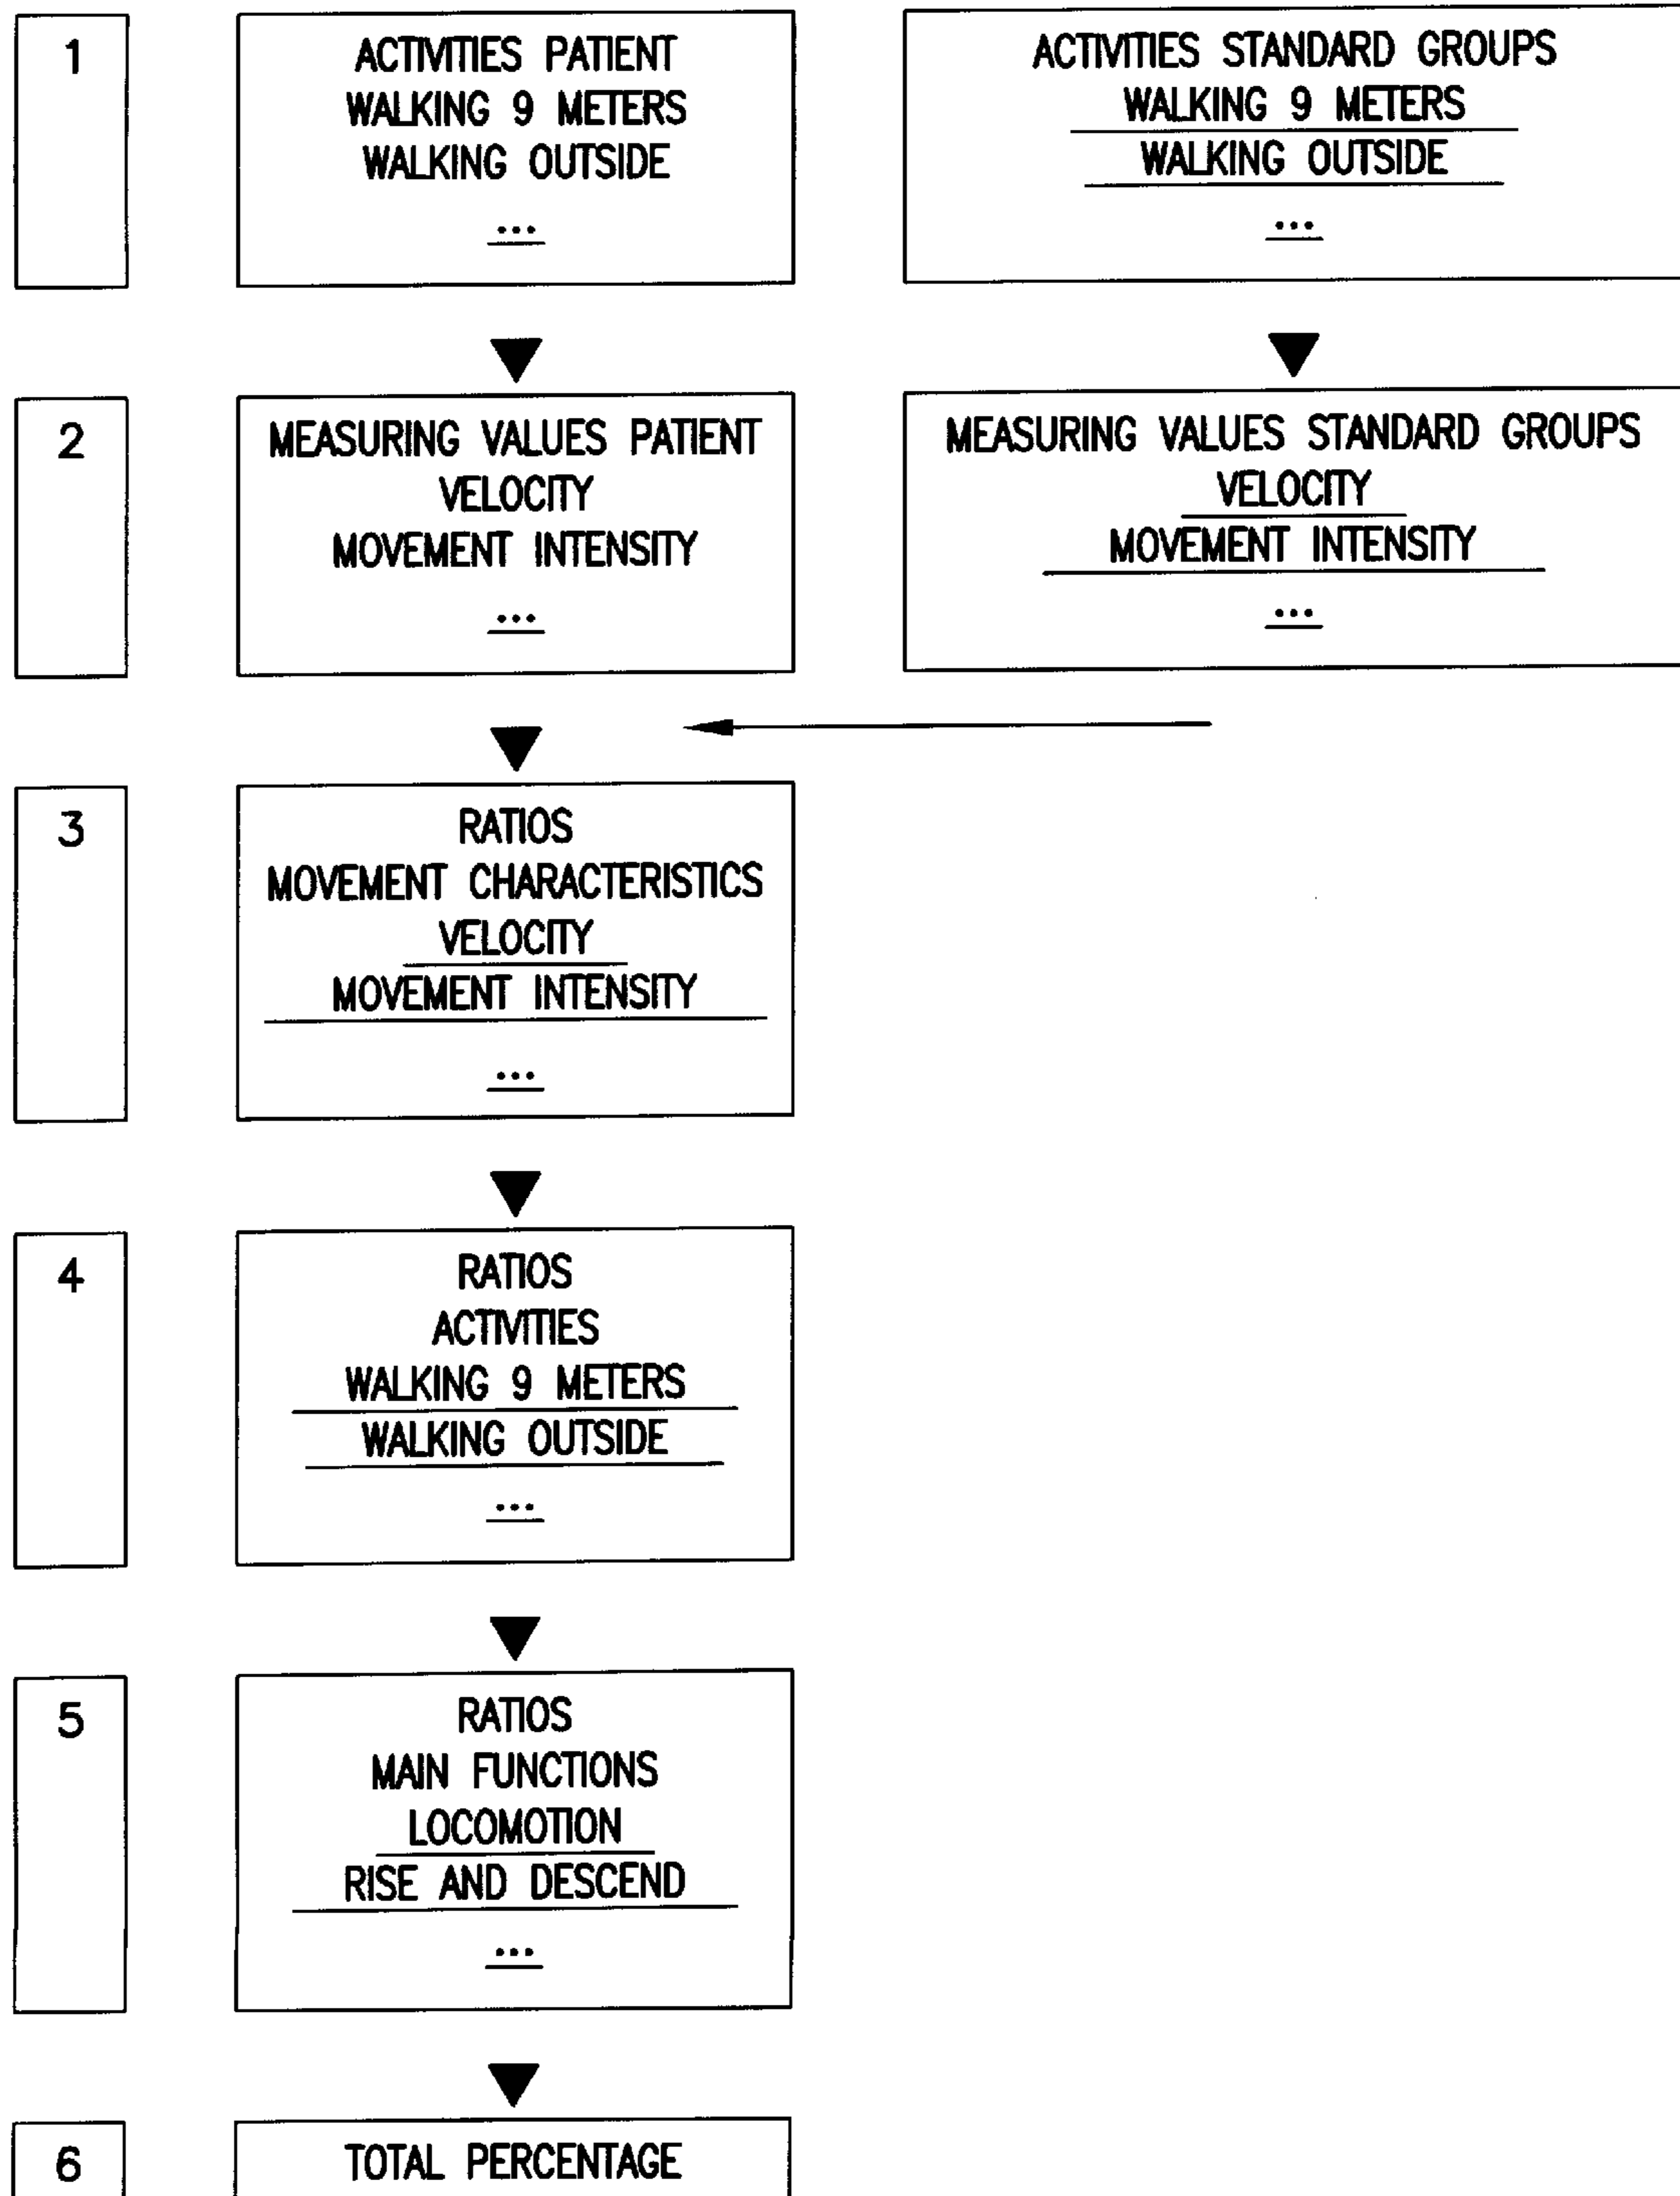 1
ACTIVITIES PATIENT
WALKING 9 METERS
WALKING OUTSIDE
...
ACTIVITIES STANDARD GROUPS
WALKING 9 METERS
WALKING OUTSIDE
...
2
MEASURING VALUES PATIENT
VELOCITY
MOVEMENT INTENSITY
...
MEASURING VALUES STANDARD GROUPS
VELOCITY
MOVEMENT INTENSITY
...
3
RATIOS
MOVEMENT CHARACTERISTICS
VELOCITY
MOVEMENT INTENSITY
...
4
RATIOS
ACTIVITIES
WALKING 9 METERS
WALKING OUTSIDE
...
5
RATIOS
MAIN FUNCTIONS
LOCOMOTION
RISE AND DESCEND
...
6
TOTAL PERCENTAGE